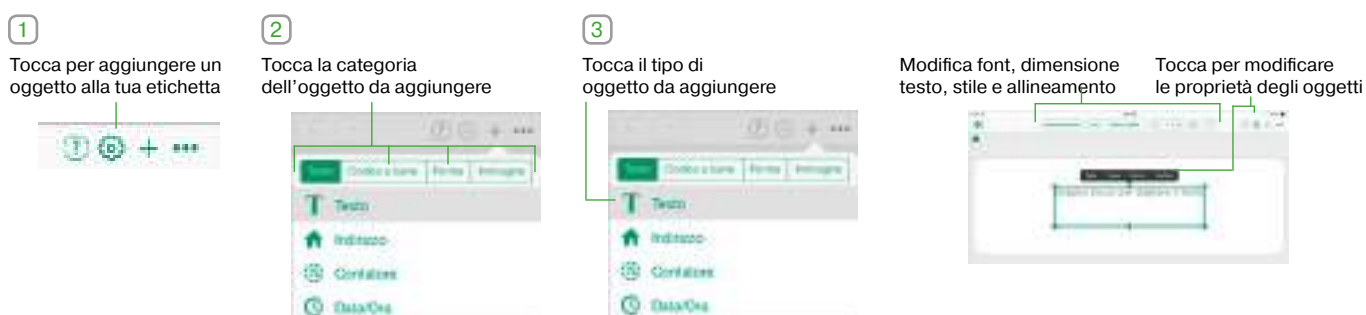 1
Tocca per aggiungere un
oggetto alla tua etichetta
2
Tocca la categoria
dell'oggetto da aggiungere
Testo Codice a barre Forma Immagine
Testo
Indirizzo
Contatore
Data/Ora
3
Tocca il tipo di
oggetto da aggiungere
Testo Codice a barre Forma Immagine
Testo
Indirizzo
Contatore
Data/Ora
Modifica font, dimensione
testo, stile e allineamento
Tocca per modificare
le proprietà degli oggetti